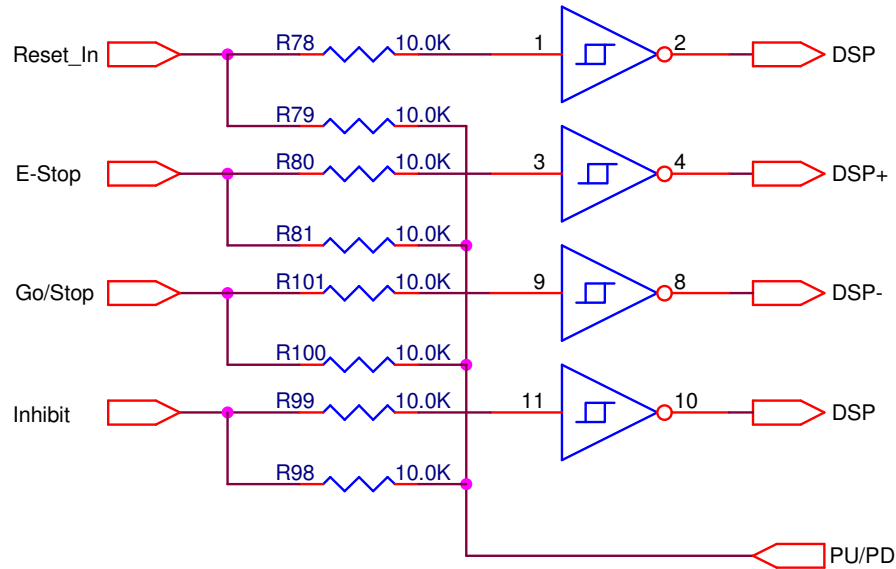 Reset_In R78 10.0K 1 2 DSP
R79 10.0K
E-Stop R80 10.0K 3 4 DSP+
R81 10.0K
Go/Stop R101 10.0K 9 8 DSP-
R100 10.0K
Inhibit R99 10.0K 11 10 DSP
R98 10.0K
PU/PD